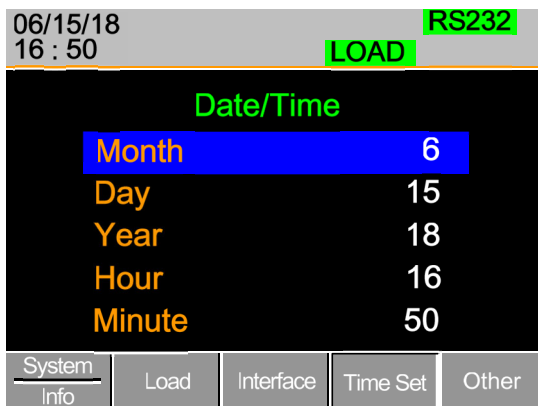 06/15/18
RS232
16 : 50
LOAD
Date/Time
Month 6
Day 15
Year 18
Hour 16
Minute 50
System
Info
Load
Interface
Time Set
Other